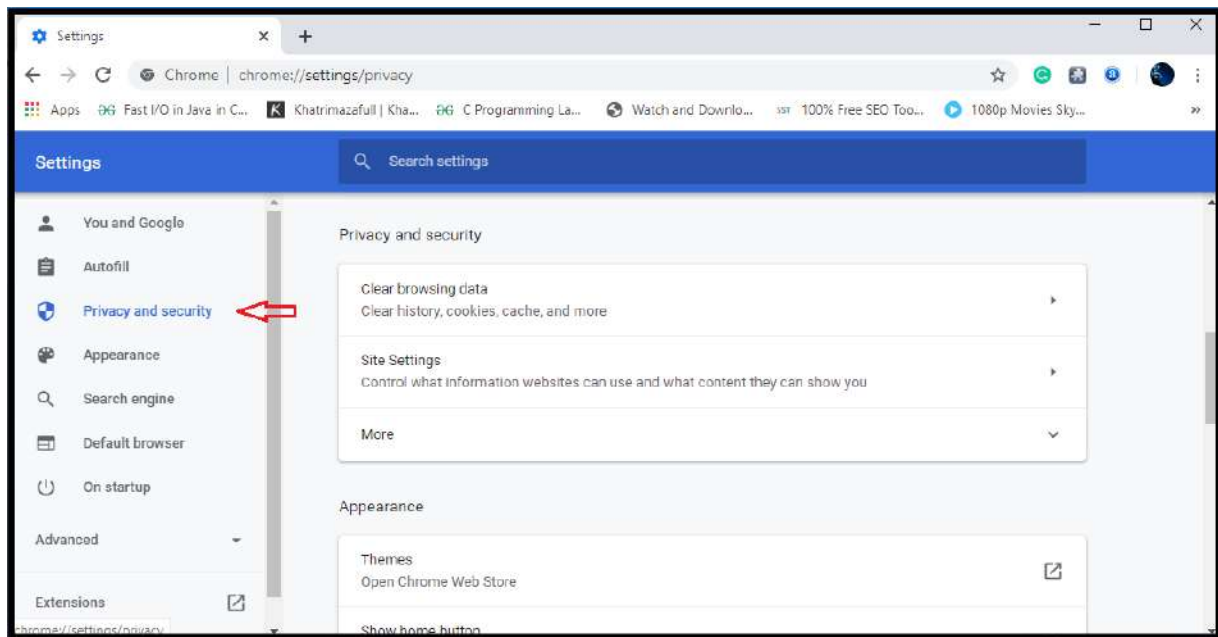 Settings
Chrome | chrome://settings/privacy
Apps GG Fast I/O in Java in C... K Khatrimazafull | Kha... GG C Programming La... Watch and Downlo... SST 100% Free SEO Too... 1080p Movies Sky... »
Settings
Search settings
You and Google
Autofill
Privacy and security
Appearance
Search engine
Default browser
On startup
Advanced
Extensions
chrome://settings/privacy
Privacy and security
Clear browsing data
Clear history, cookies, cache, and more
Site Settings
Control what information websites can use and what content they can show you
More
Appearance
Themes
Open Chrome Web Store
Show home button